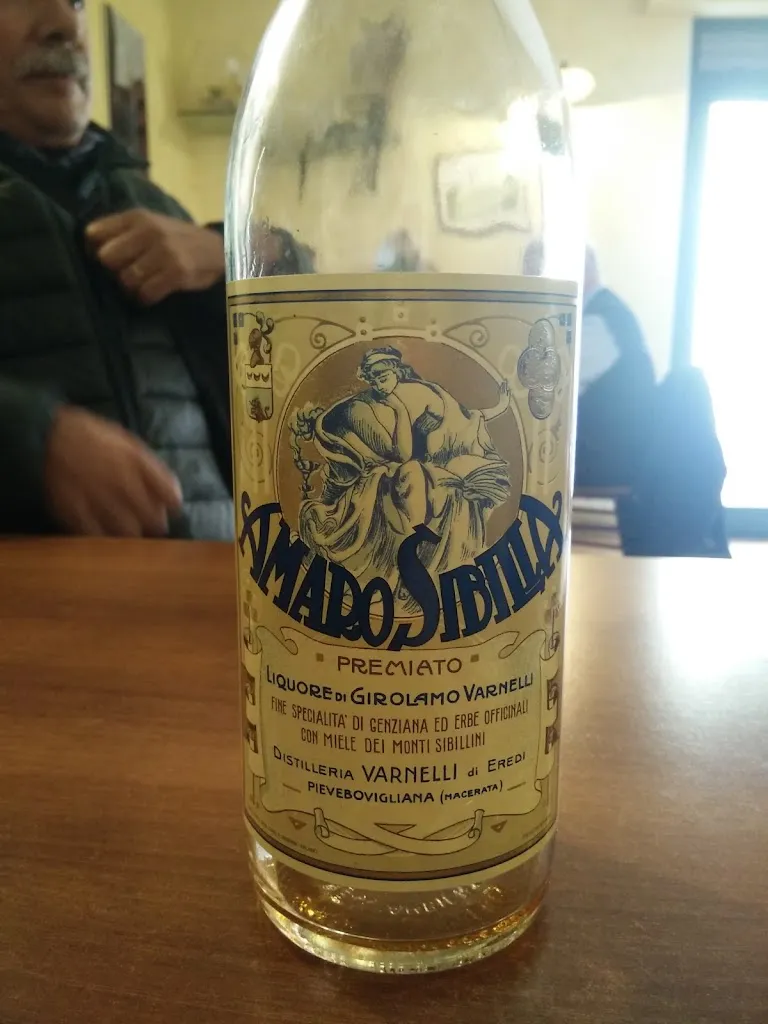 AMARO SIBILLA
PREMIATO
LIQUORE DI GIROLAMO VARNELLI
FINE SPECIALITA' DI GENZIANA ED ERBE OFFICINALI
CON MIELE DEI MONTI SIBILLINI
DISTILLERIA VARNELLI di EREDI
PIEVEBOVIGLIANA (MACERATA)